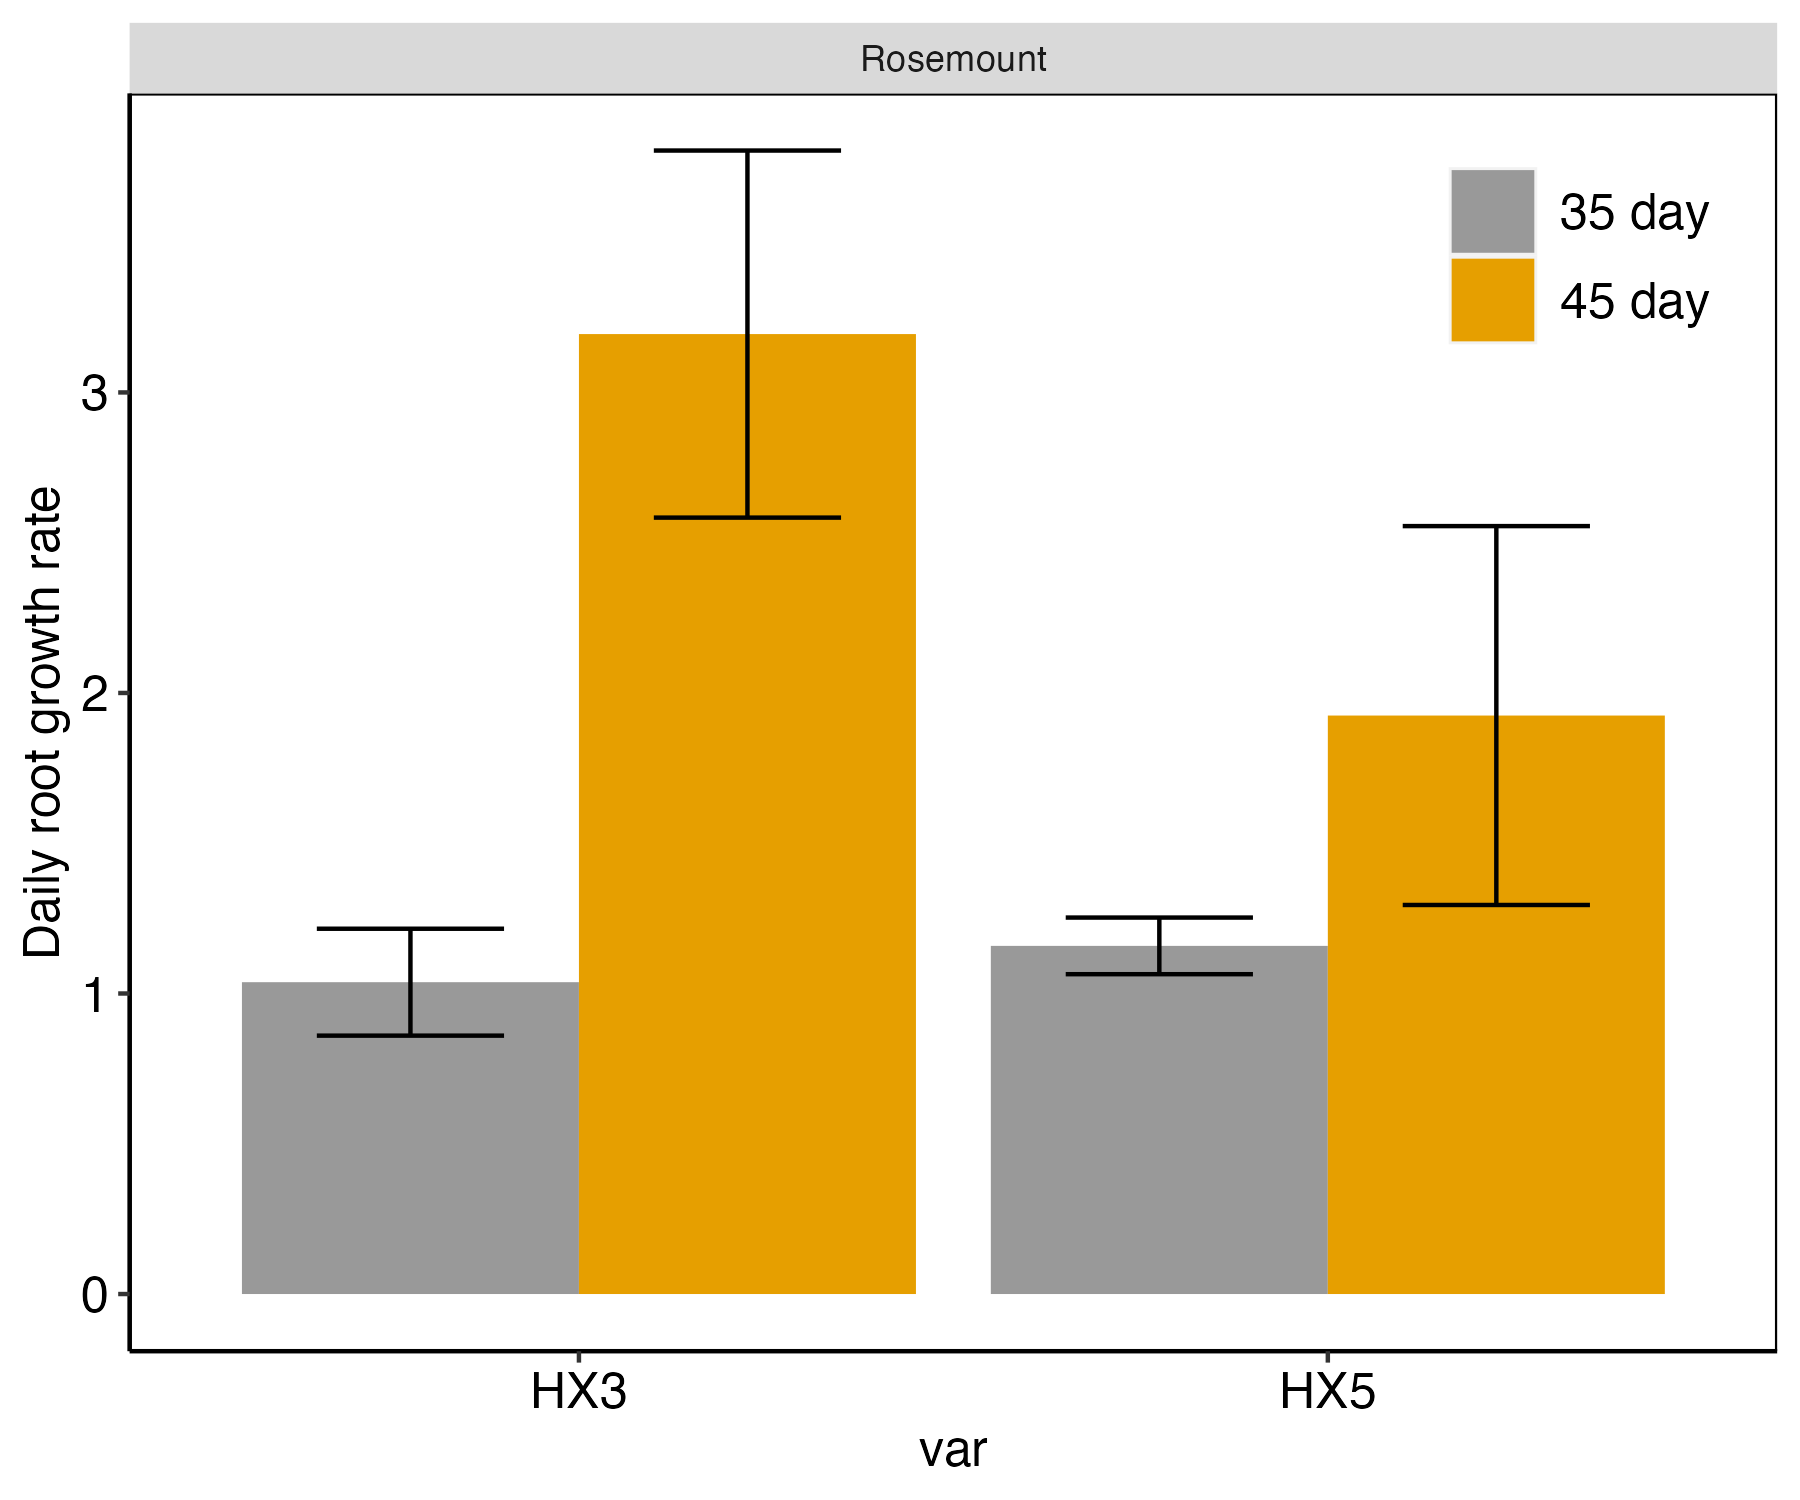 Rosemount
35 day
45 day
Daily root growth rate
3
2
1
0
HX3 HX5
var